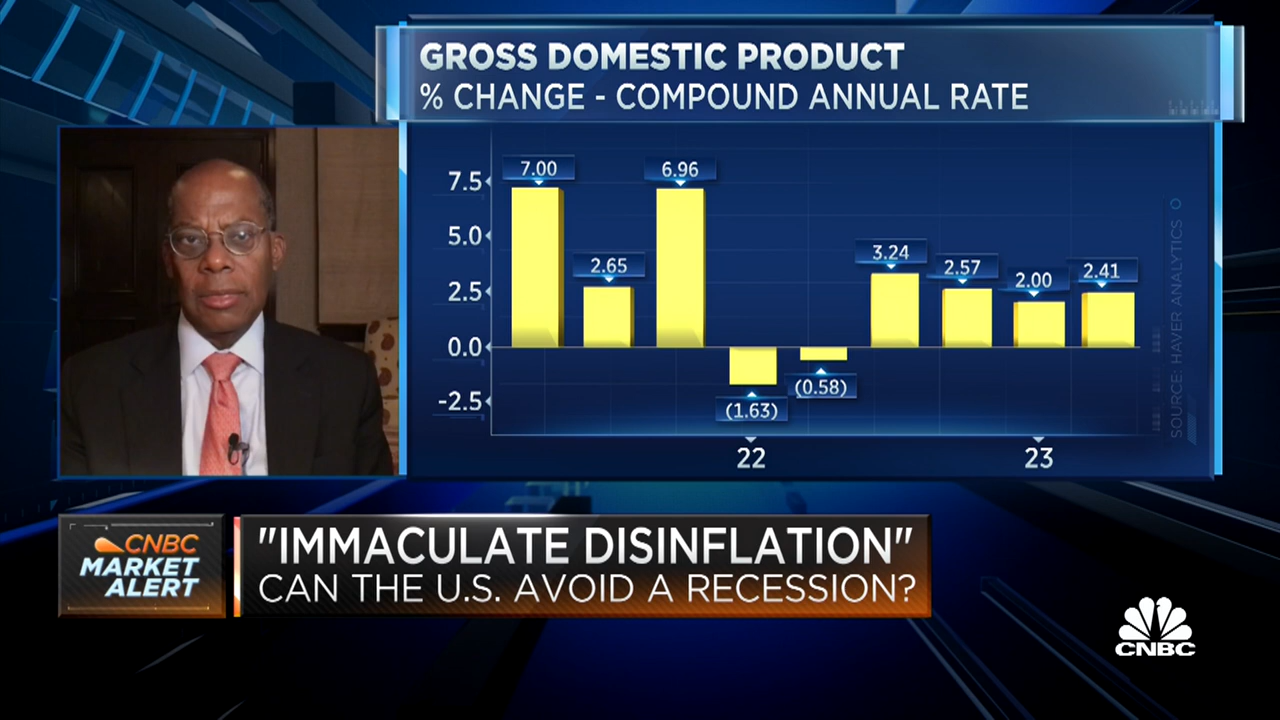 GROSS DOMESTIC PRODUCT
% CHANGE - COMPOUND ANNUAL RATE
7.5
5.0
2.5
0.0
-2.5
7.00
2.65
6.96
(1.63)
(0.58)
3.24
2.57
2.00
2.41
22
23
SOURCE: HAVER ANALYTICS
"IMMACULATE DISINFLATION"
CAN THE U.S. AVOID A RECESSION?
CNBC
MARKET
ALERT
CNBC